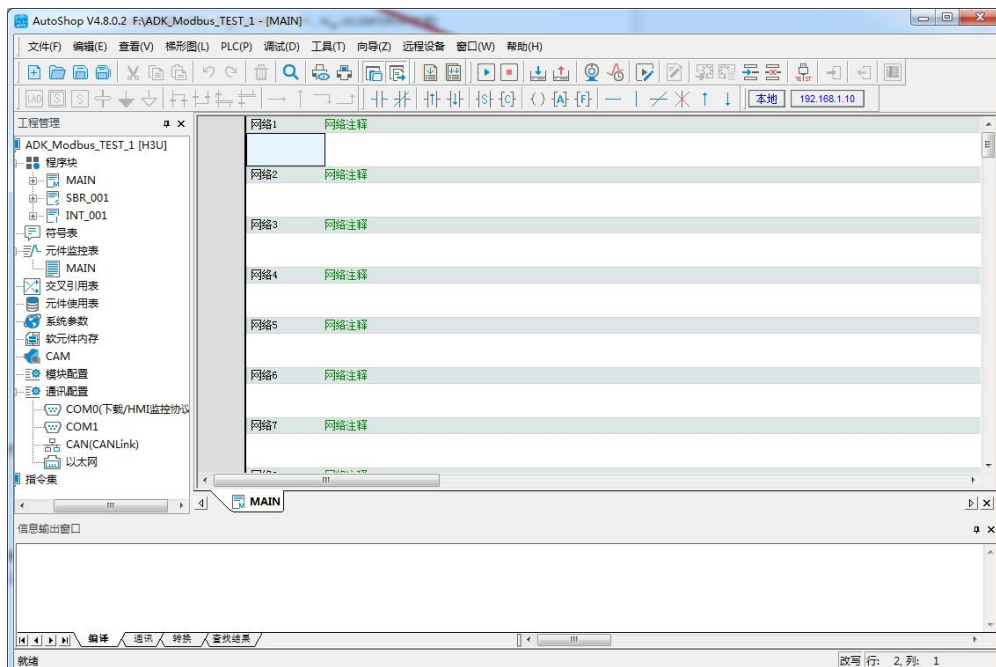 AutoShop V4.8.0.2 F:\ADK_Modbus_TEST_1 - [MAIN]
文件(F) 编辑(E) 查看(V) 梯形图(L) PLC(P) 调试(D) 工具(T) 向导(Z) 远程设备 窗口(W) 帮助(H)
本地 192.168.1.10
工程管理
ADK_Modbus_TEST_1 [H3U]
程序块
MAIN
SBR_001
INT_001
符号表
元件监控表
MAIN
交叉引用表
元件使用表
系统参数
软元件内存
CAM
模块配置
通讯配置
COM0(下载/HMI监控协议
COM1
CAN(CANLink)
以太网
指令集
网络1 网络注释
网络2 网络注释
网络3 网络注释
网络4 网络注释
网络5 网络注释
网络6 网络注释
网络7 网络注释
MAIN
信息输出窗口
编译 通讯 转换 查找结果
就绪 改写 行: 2, 列: 1